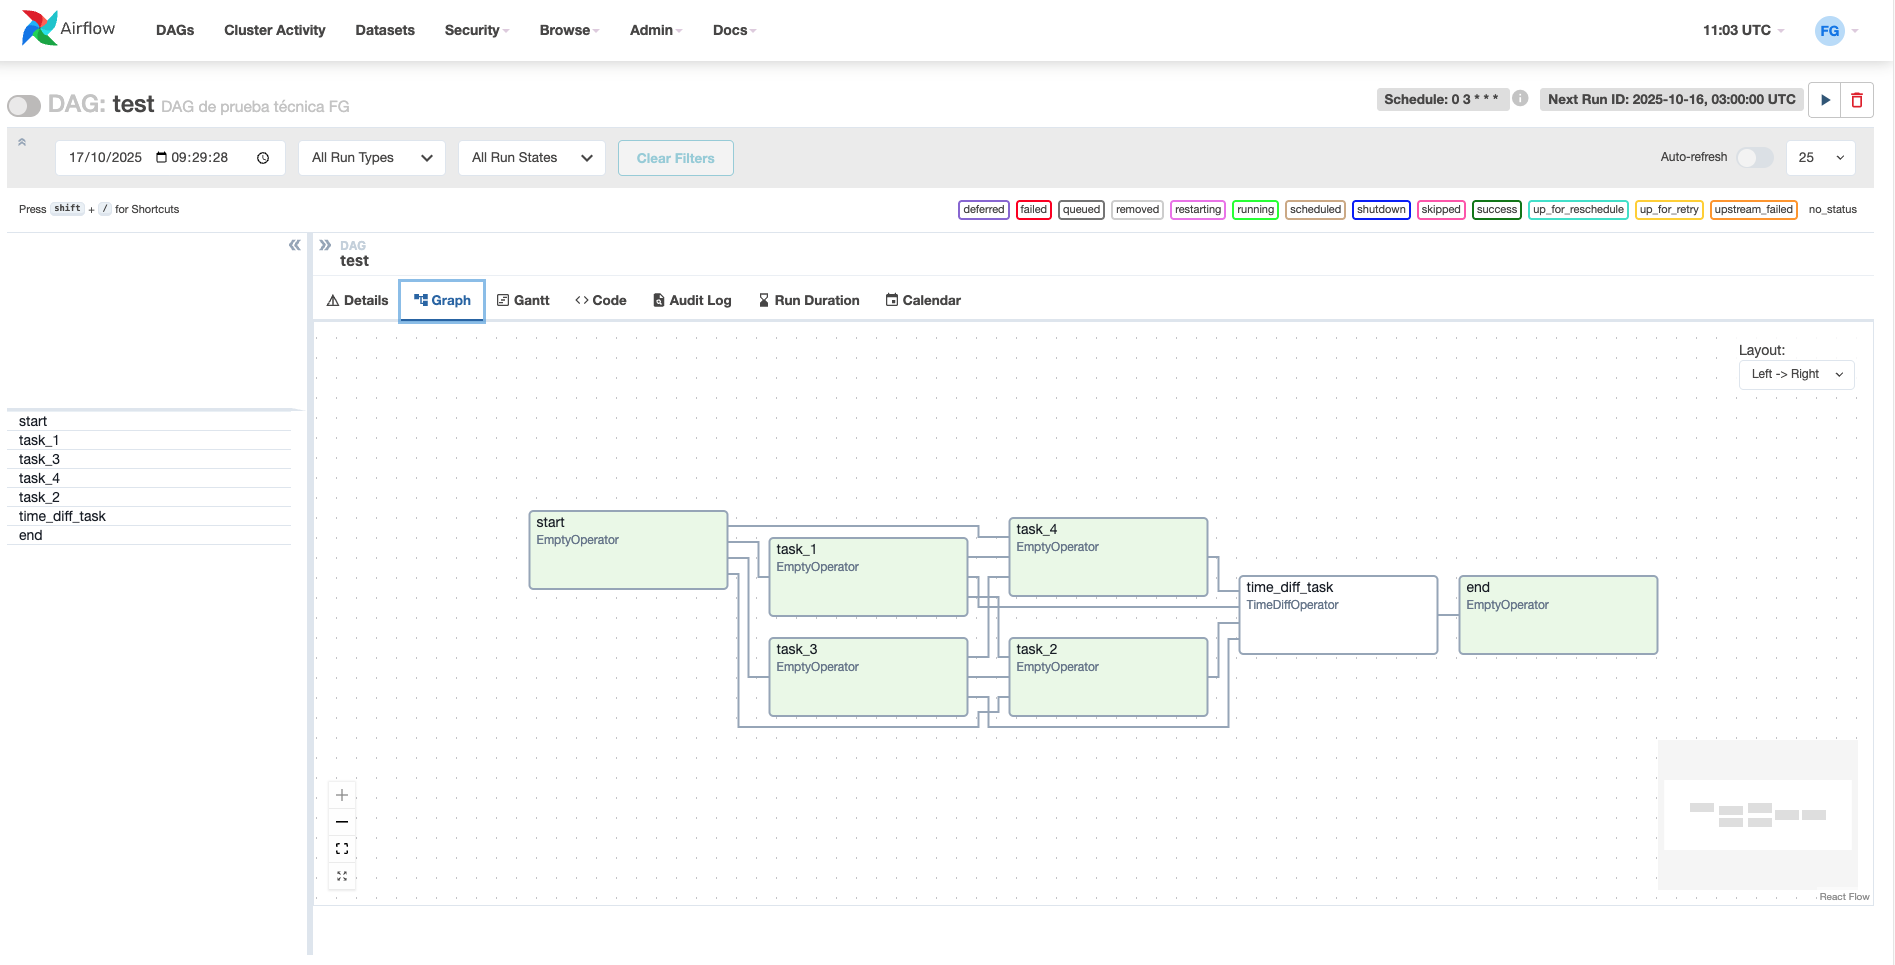 Airflow DAGs Cluster Activity Datasets Security Browse Admin Docs 11:03 UTC FG
DAG: test DAG de prueba técnica FG Schedule: 0 3 * * * i Next Run ID: 2025-10-16, 03:00:00 UTC
17/10/2025 09:29:28 All Run Types All Run States Clear Filters Auto-refresh 25
Press shift + / for Shortcuts deferred failed queued removed restarting running scheduled shutdown skipped success up_for_reschedule up_for_retry upstream_failed no_status
DAG
test
Details Graph Gantt Code Audit Log Run Duration Calendar
Layout:
Left -> Right
start
task_1
task_3
task_4
task_2
time_diff_task
end
start
EmptyOperator
task_1
EmptyOperator
task_3
EmptyOperator
task_4
EmptyOperator
task_2
EmptyOperator
time_diff_task
TimeDiffOperator
end
EmptyOperator
React Flow